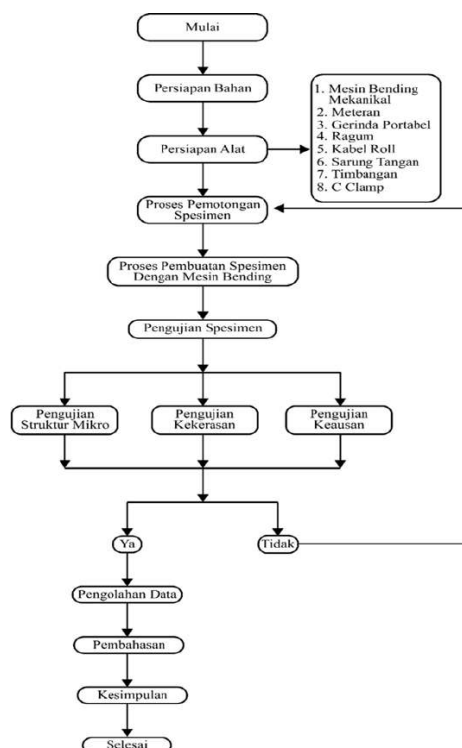 Mulai
Persiapan Bahan
Persiapan Alat
1. Mesin Bending
Mekanikal
2. Meteran
3. Gerinda Portabel
4. Ragum
5. Kabel Roll
6. Sarung Tangan
7. Timbangan
8. C Clamp
Proses Pemotongan
Spesimen
Proses Pembuatan Spesimen
Dengan Mesin Bending
Pengujian Spesimen
Pengujian
Struktur Mikro
Pengujian
Kekerasan
Pengujian
Keausan
Ya
Tidak
Pengolahan Data
Pembahasan
Kesimpulan
Selesai